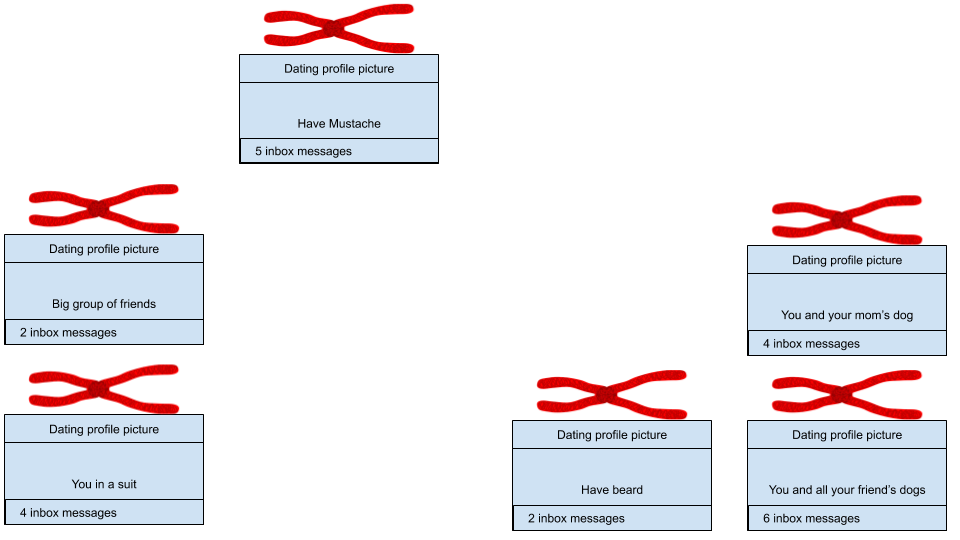 Dating profile picture
Have Mustache
5 inbox messages
Dating profile picture
Big group of friends
2 inbox messages
Dating profile picture
You and your mom’s dog
4 inbox messages
Dating profile picture
You in a suit
4 inbox messages
Dating profile picture
Have beard
2 inbox messages
Dating profile picture
You and all your friend’s dogs
6 inbox messages